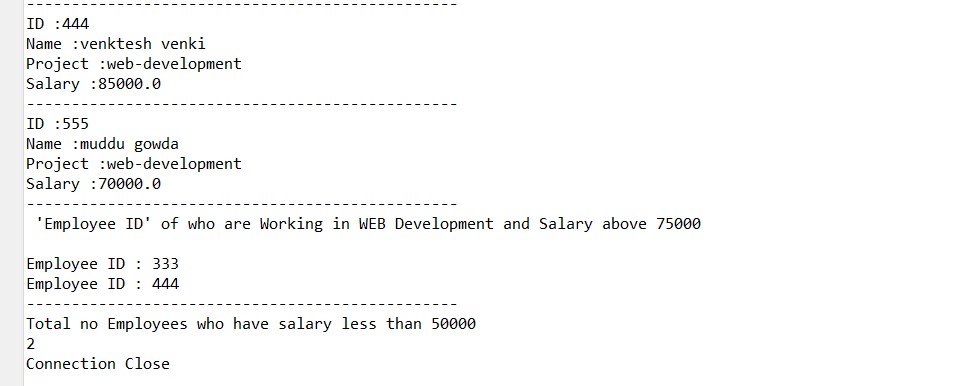 ------------------------------------------------
ID :444
Name :venktesh venki
Project :web-development
Salary :85000.0
------------------------------------------------
ID :555
Name :muddu gowda
Project :web-development
Salary :70000.0
------------------------------------------------
'Employee ID' of who are Working in WEB Development and Salary above 75000
Employee ID : 333
Employee ID : 444
------------------------------------------------
Total no Employees who have salary less than 50000
2
Connection Close